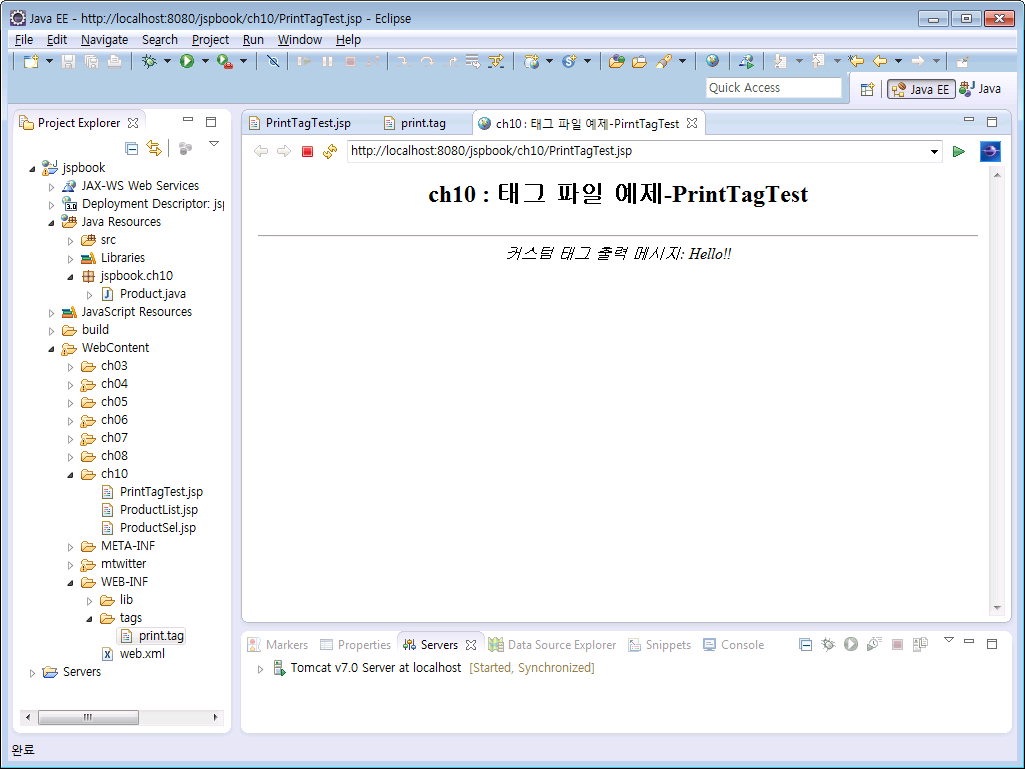 Java EE - http://localhost:8080/jspbook/ch10/PrintTagTest.jsp - Eclipse
File Edit Navigate Search Project Run Window Help
Quick Access
Java EE
Java
Project Explorer
jspbook
JAX-WS Web Services
Deployment Descriptor: jsp
Java Resources
src
Libraries
jspbook.ch10
Product.java
JavaScript Resources
build
WebContent
ch03
ch04
ch05
ch06
ch07
ch08
ch10
PrintTagTest.jsp
ProductList.jsp
ProductSel.jsp
META-INF
mtwitter
WEB-INF
lib
tags
print.tag
web.xml
Servers
PrintTagTest.jsp
print.tag
ch10 : 태그 파일 예제-PirntTagTest
http://localhost:8080/jspbook/ch10/PrintTagTest.jsp
ch10 : 태그 파일 예제-PrintTagTest
커스텀 태그 출력 메시지: Hello!!
Markers
Properties
Servers
Data Source Explorer
Snippets
Console
Tomcat v7.0 Server at localhost [Started, Synchronized]
완료